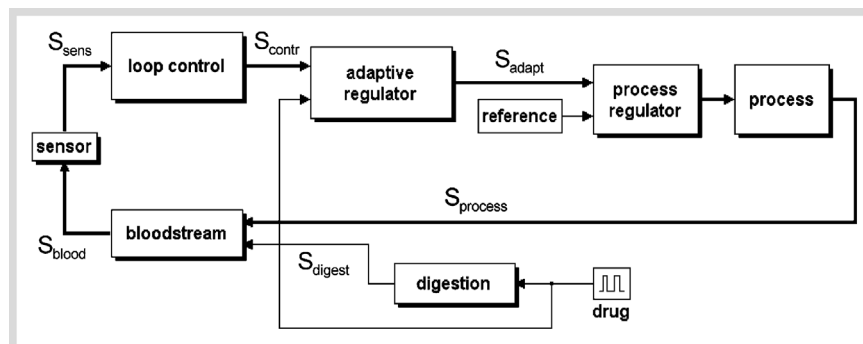 S_sens
loop control
S_contr
adaptive
regulator
S_adapt
reference
process
regulator
process
sensor
S_process
S_blood
bloodstream
S_digest
digestion
drug